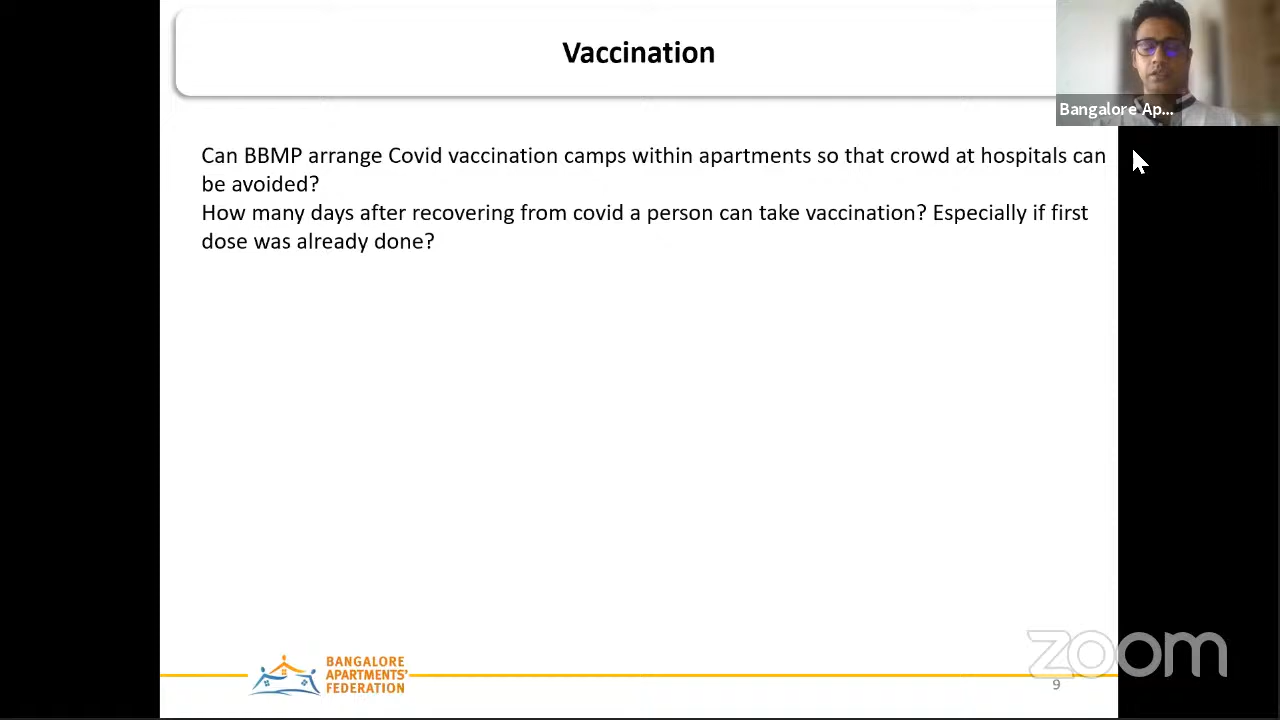 Vaccination
Bangalore Ap...
Can BBMP arrange Covid vaccination camps within apartments so that crowd at hospitals can
be avoided?
How many days after recovering from covid a person can take vaccination? Especially if first
dose was already done?
BANGALORE
APARTMENTS'
FEDERATION
zoom
9